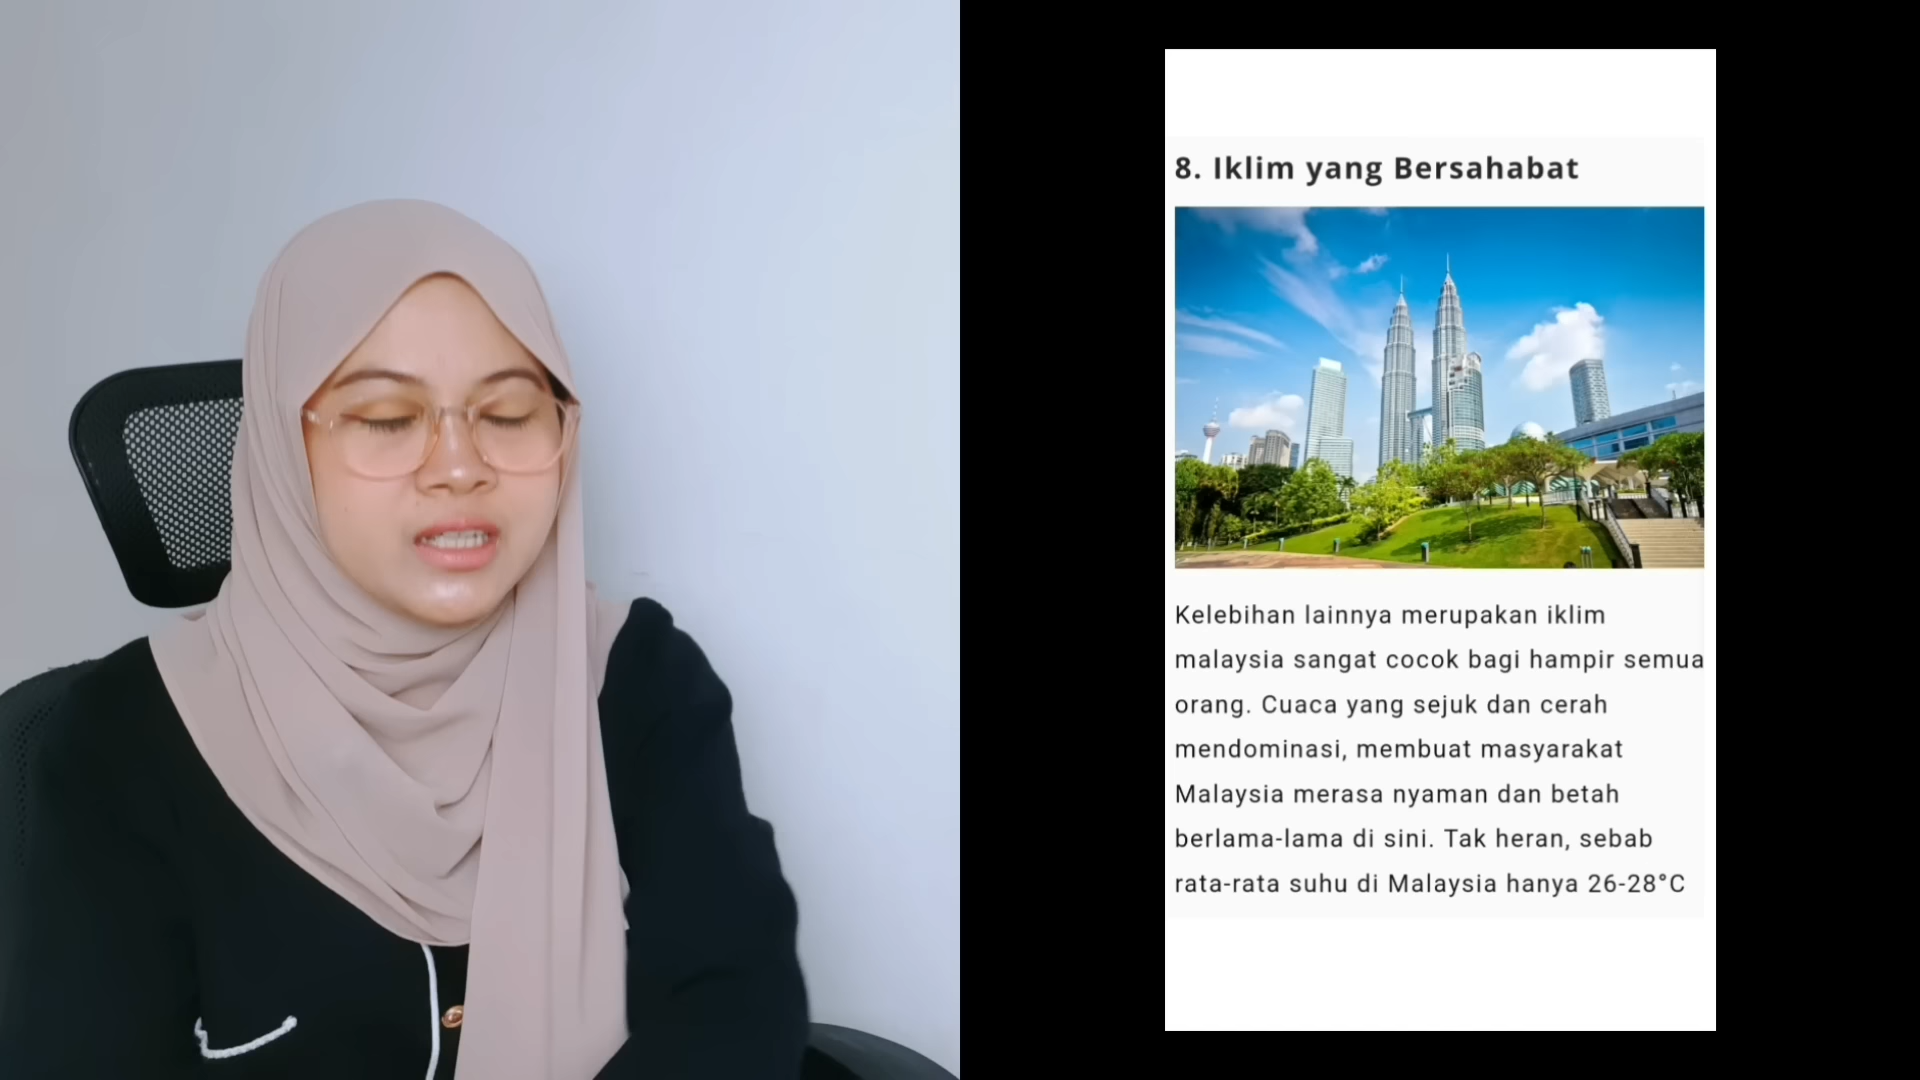 8. Iklim yang Bersahabat
Kelebihan lainnya merupakan iklim
malaysia sangat cocok bagi hampir semua
orang. Cuaca yang sejuk dan cerah
mendominasi, membuat masyarakat
Malaysia merasa nyaman dan betah
berlama-lama di sini. Tak heran, sebab
rata-rata suhu di Malaysia hanya 26-28°C